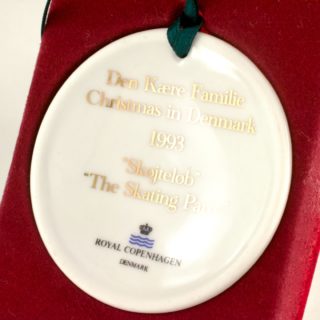 Den Kære Familie
Christmas in Denmark
1993
"Skøjteløb"
"The Skating
ROYAL COPENHAGEN
DENMARK